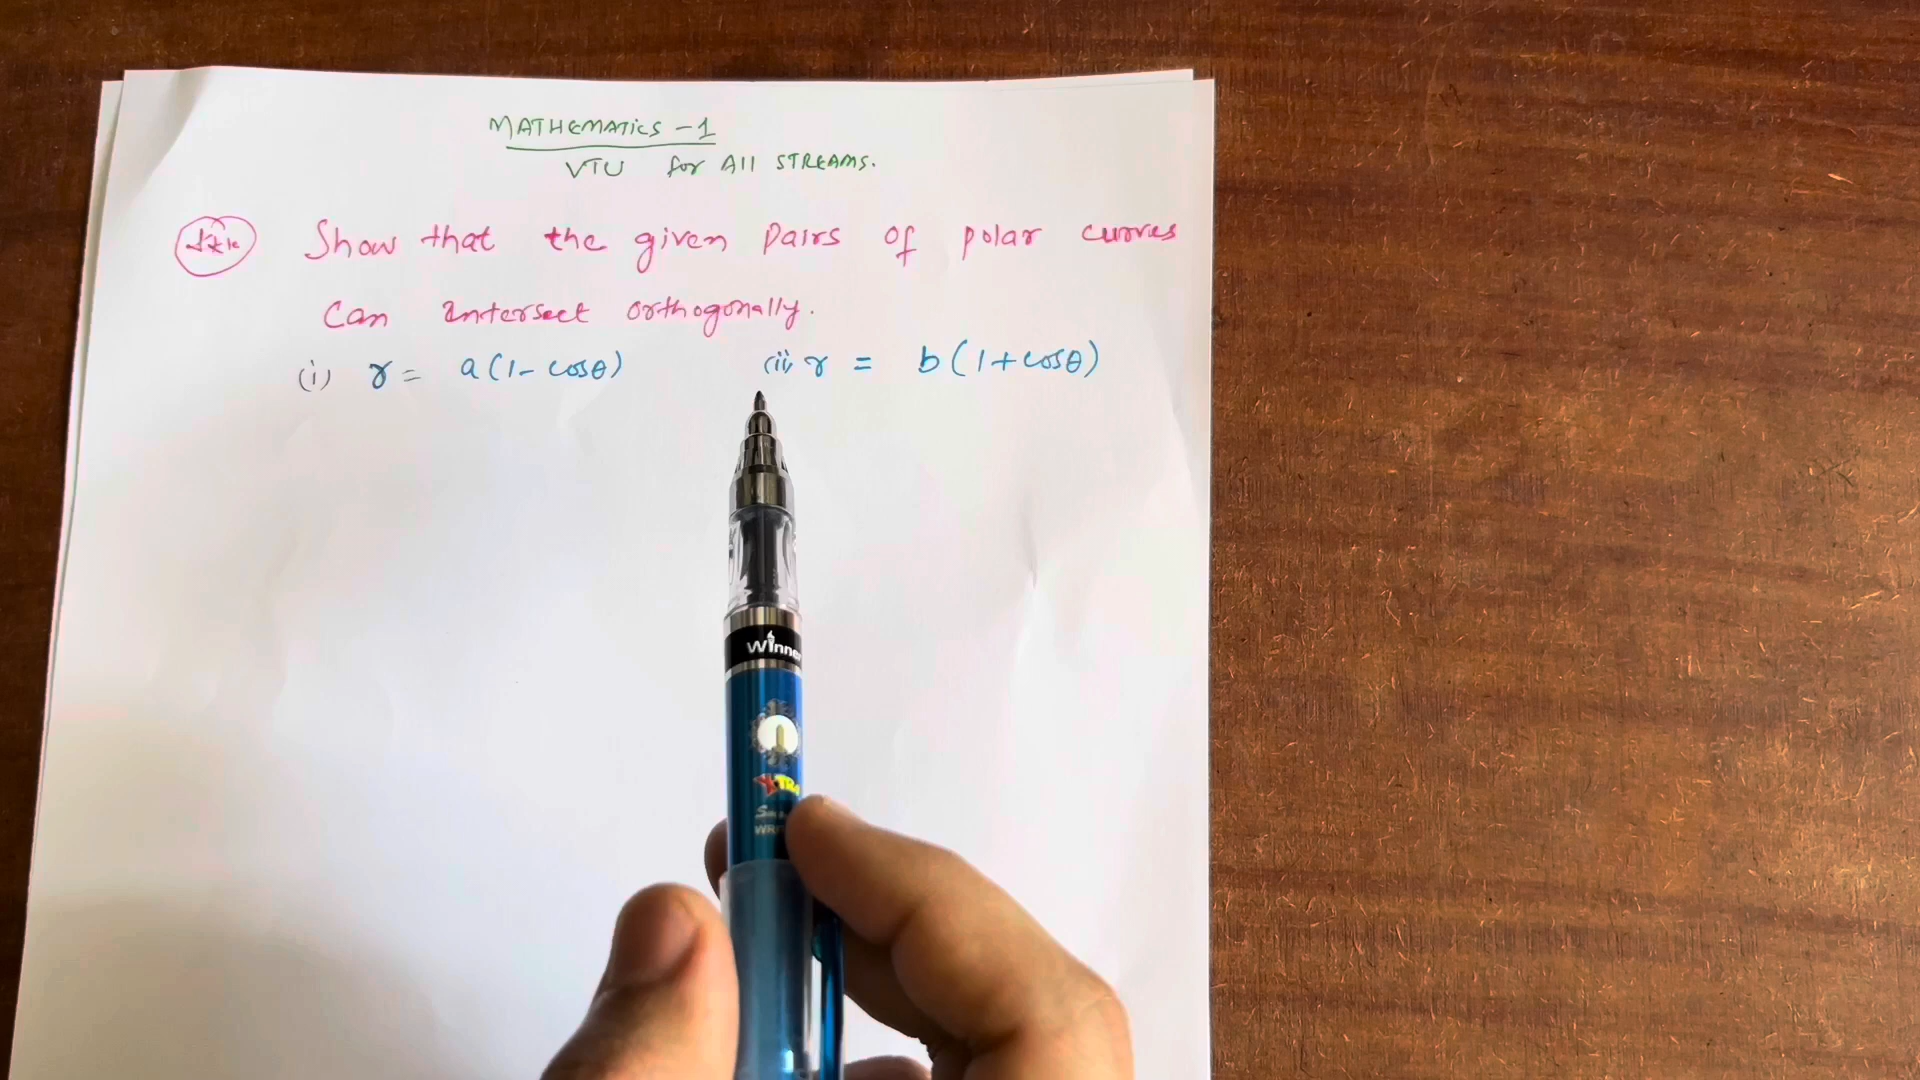 MATHEMATICS - 1
VTU for All STREAMS.
Show that the given Pairs of polar curves
Can intersect orthogonally.
(i) r = a(1 - cosθ) (ii) r = b(1 + cosθ)
Winner
XTRA